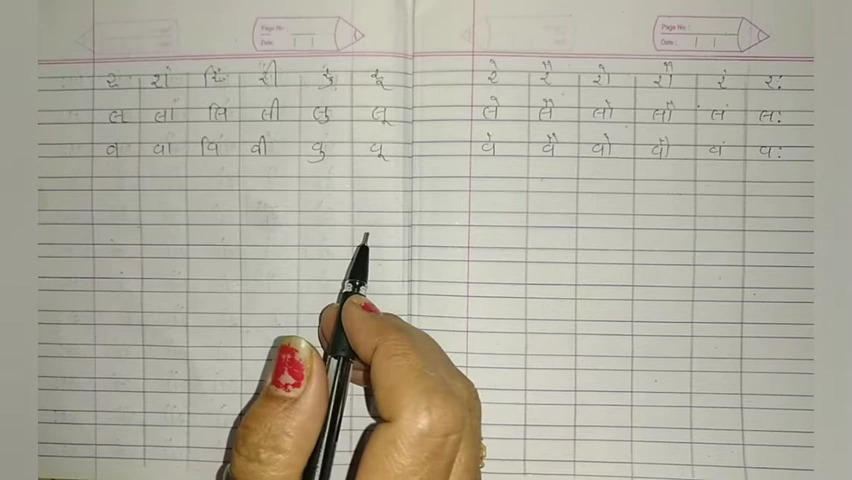 Page No: Page No:
Date: Date:
र रा रि री रु रू रे रै रो रौ रं रः
ल ला लि ली लु लू ले लै लो लौ लं लः
व वा वि वी वु वू वे वै वो वौ वं वः